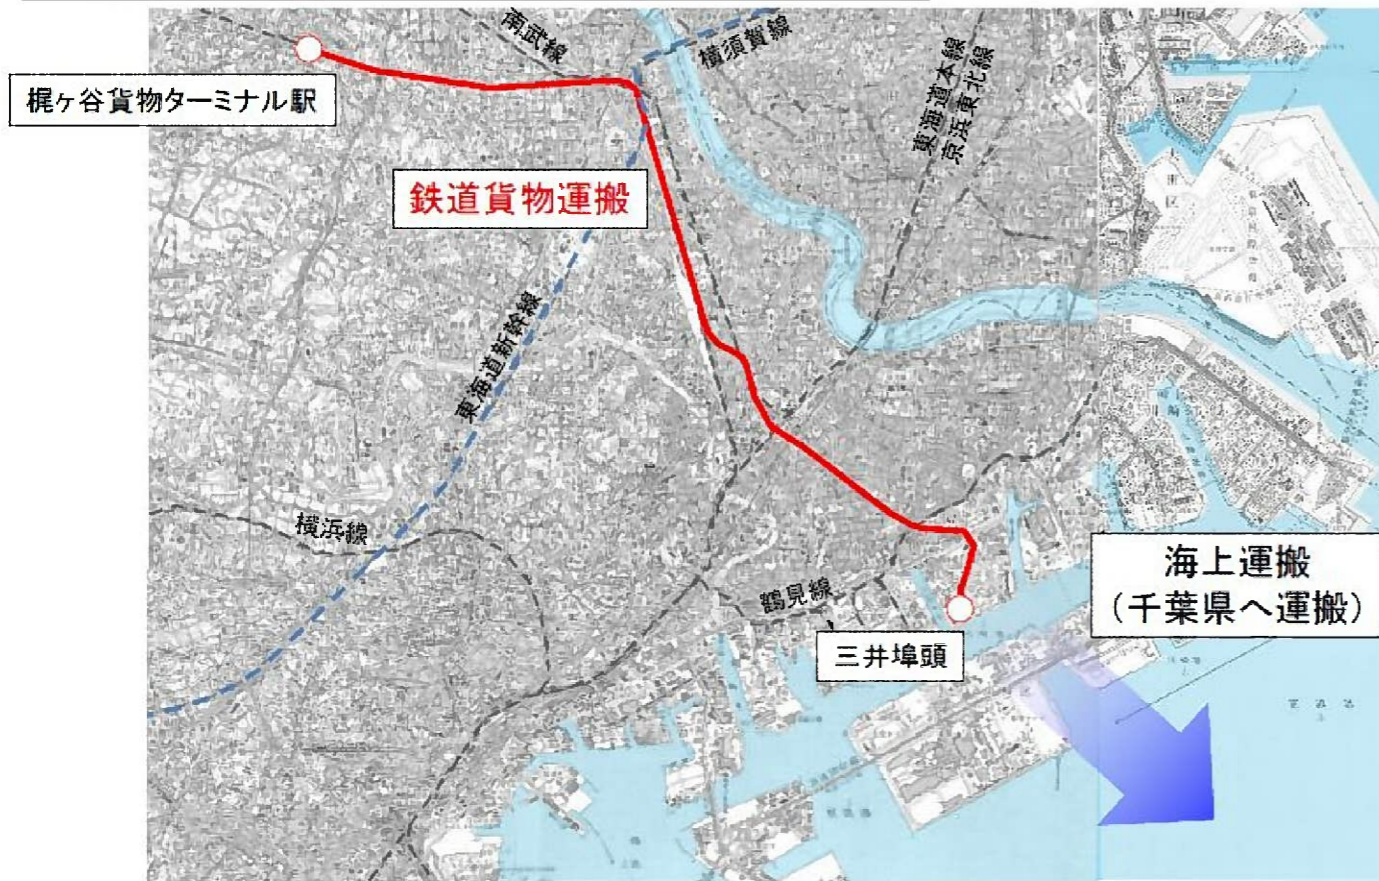 南武線
横須賀線
梶ヶ谷貨物ターミナル駅
東海道本線
京浜東北線
鉄道貨物運搬
東海道新幹線
横浜線
海上運搬
（千葉県へ運搬）
鶴見線
三井埠頭